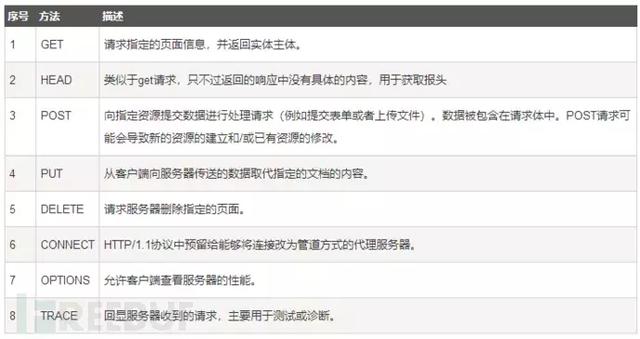 序号 方法 描述
1 GET 请求指定的页面信息，并返回实体主体。
2 HEAD 类似于get请求，只不过返回的响应中没有具体的内容，用于获取报头
3 POST 向指定资源提交数据进行处理请求（例如提交表单或者上传文件）。数据被包含在请求体中。POST请求可
能会导致新的资源的建立和/或已有资源的修改。
4 PUT 从客户端向服务器传送的数据取代指定的文档的内容。
5 DELETE 请求服务器删除指定的页面。
6 CONNECT HTTP/1.1协议中预留给能够将连接改为管道方式的代理服务器。
7 OPTIONS 允许客户端查看服务器的性能。
8 TRACE 回显服务器收到的请求，主要用于测试或诊断。
FREEBUF